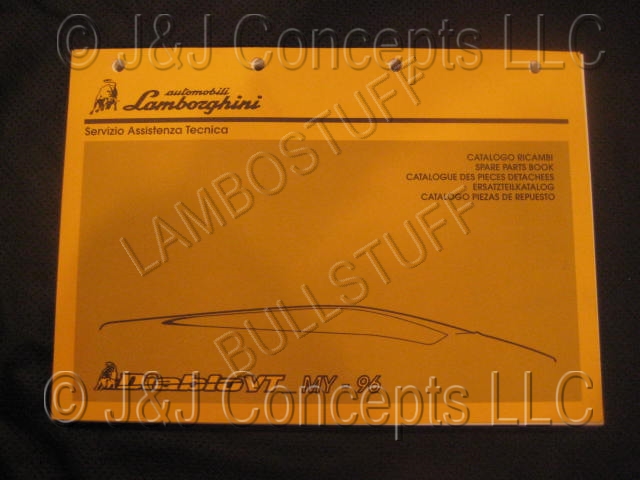 © J&J Concepts LLC
automobili
Lamborghini
Servizio Assistenza Tecnica
CATALOGO RICAMBI
SPARE PARTS BOOK
CATALOGUE DES PIECES DETACHEES
ERSATZTEILKATALOG
CATALOGO PIEZAS DE REPUESTO
LAMBOSTUFF
BULLSTUFF
Diablo VT MY - 96
© J&J Concepts LLC